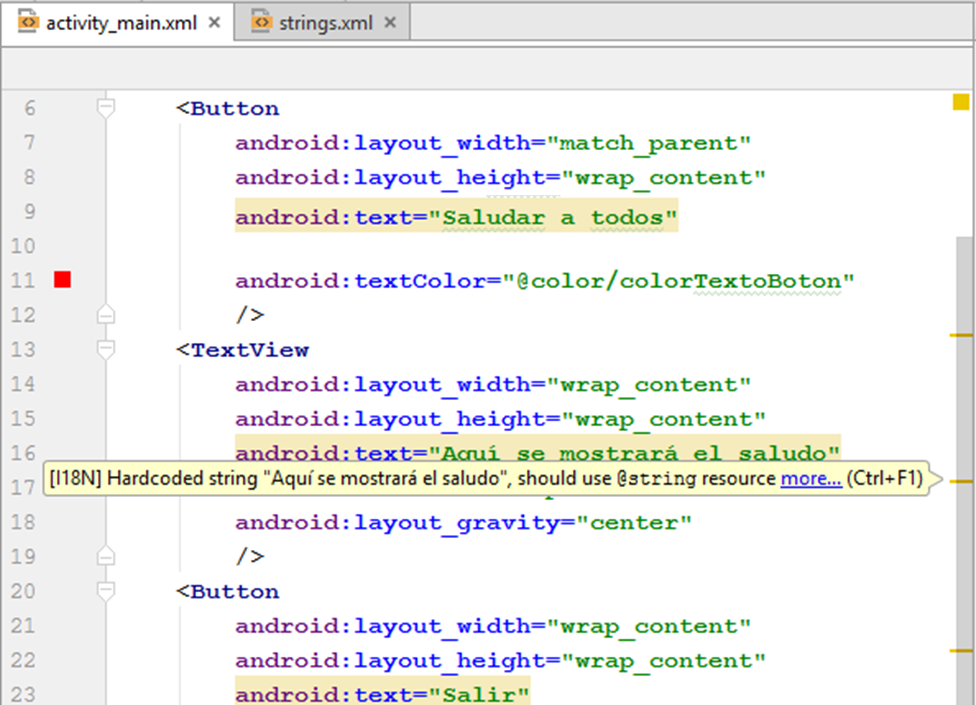 activity_main.xml × strings.xml ×
6 <Button
7 android:layout_width="match_parent"
8 android:layout_height="wrap_content"
9 android:text="Saludar a todos"
10
11 android:textColor="@color/colorTextoBoton"
12 />
13 <TextView
14 android:layout_width="wrap_content"
15 android:layout_height="wrap_content"
16 android:text="Aquí se mostrará el saludo"
[I18N] Hardcoded string "Aquí se mostrará el saludo", should use @string resource more... (Ctrl+F1)
17
18 android:layout_gravity="center"
19 />
20 <Button
21 android:layout_width="wrap_content"
22 android:layout_height="wrap_content"
23 android:text="Salir"